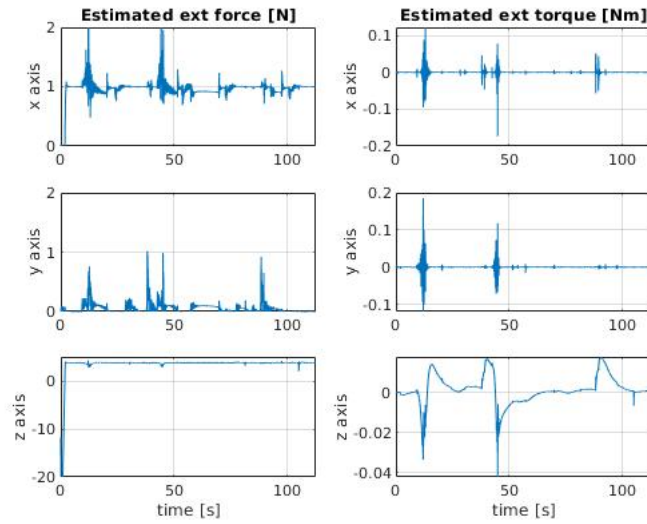 Estimated ext force [N]
Estimated ext torque [Nm]
2
1
0
x axis
0 50 100
0.1
0
-0.1
-0.2
x axis
0 50 100
2
1
0
y axis
0 50 100
0.2
0.1
0
-0.1
y axis
0 50 100
0
-10
-20
z axis
0 50 100
time [s]
0
-0.02
-0.04
z axis
0 50 100
time [s]